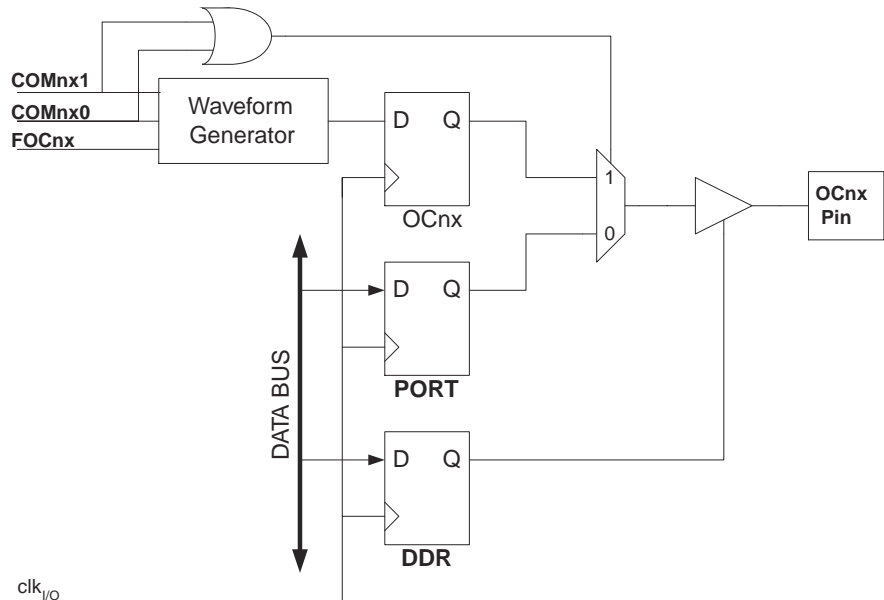 COMnx1
COMnx0
FOCnx
Waveform
Generator
D Q
OCnx
1
0
OCnx
Pin
D Q
PORT
D Q
DDR
DATA BUS
clkI/O